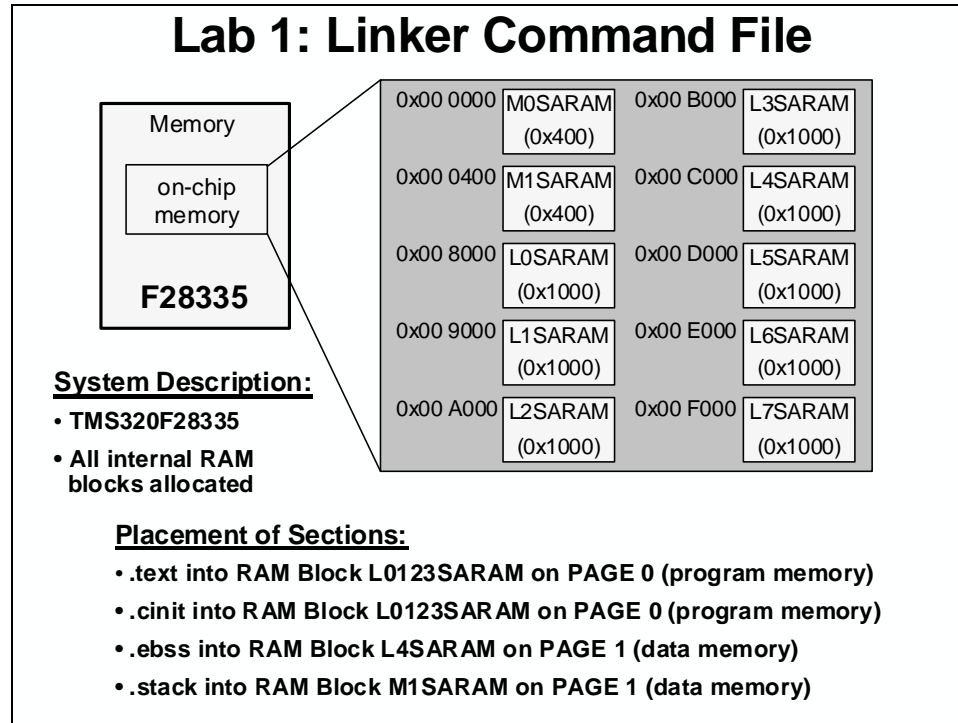 Lab 1: Linker Command File
Memory
on-chip
memory
F28335
0x00 0000 M0SARAM (0x400)
0x00 0400 M1SARAM (0x400)
0x00 8000 L0SARAM (0x1000)
0x00 9000 L1SARAM (0x1000)
0x00 A000 L2SARAM (0x1000)
0x00 B000 L3SARAM (0x1000)
0x00 C000 L4SARAM (0x1000)
0x00 D000 L5SARAM (0x1000)
0x00 E000 L6SARAM (0x1000)
0x00 F000 L7SARAM (0x1000)
System Description:
• TMS320F28335
• All internal RAM
blocks allocated
Placement of Sections:
• .text into RAM Block L0123SARAM on PAGE 0 (program memory)
• .cinit into RAM Block L0123SARAM on PAGE 0 (program memory)
• .ebss into RAM Block L4SARAM on PAGE 1 (data memory)
• .stack into RAM Block M1SARAM on PAGE 1 (data memory)